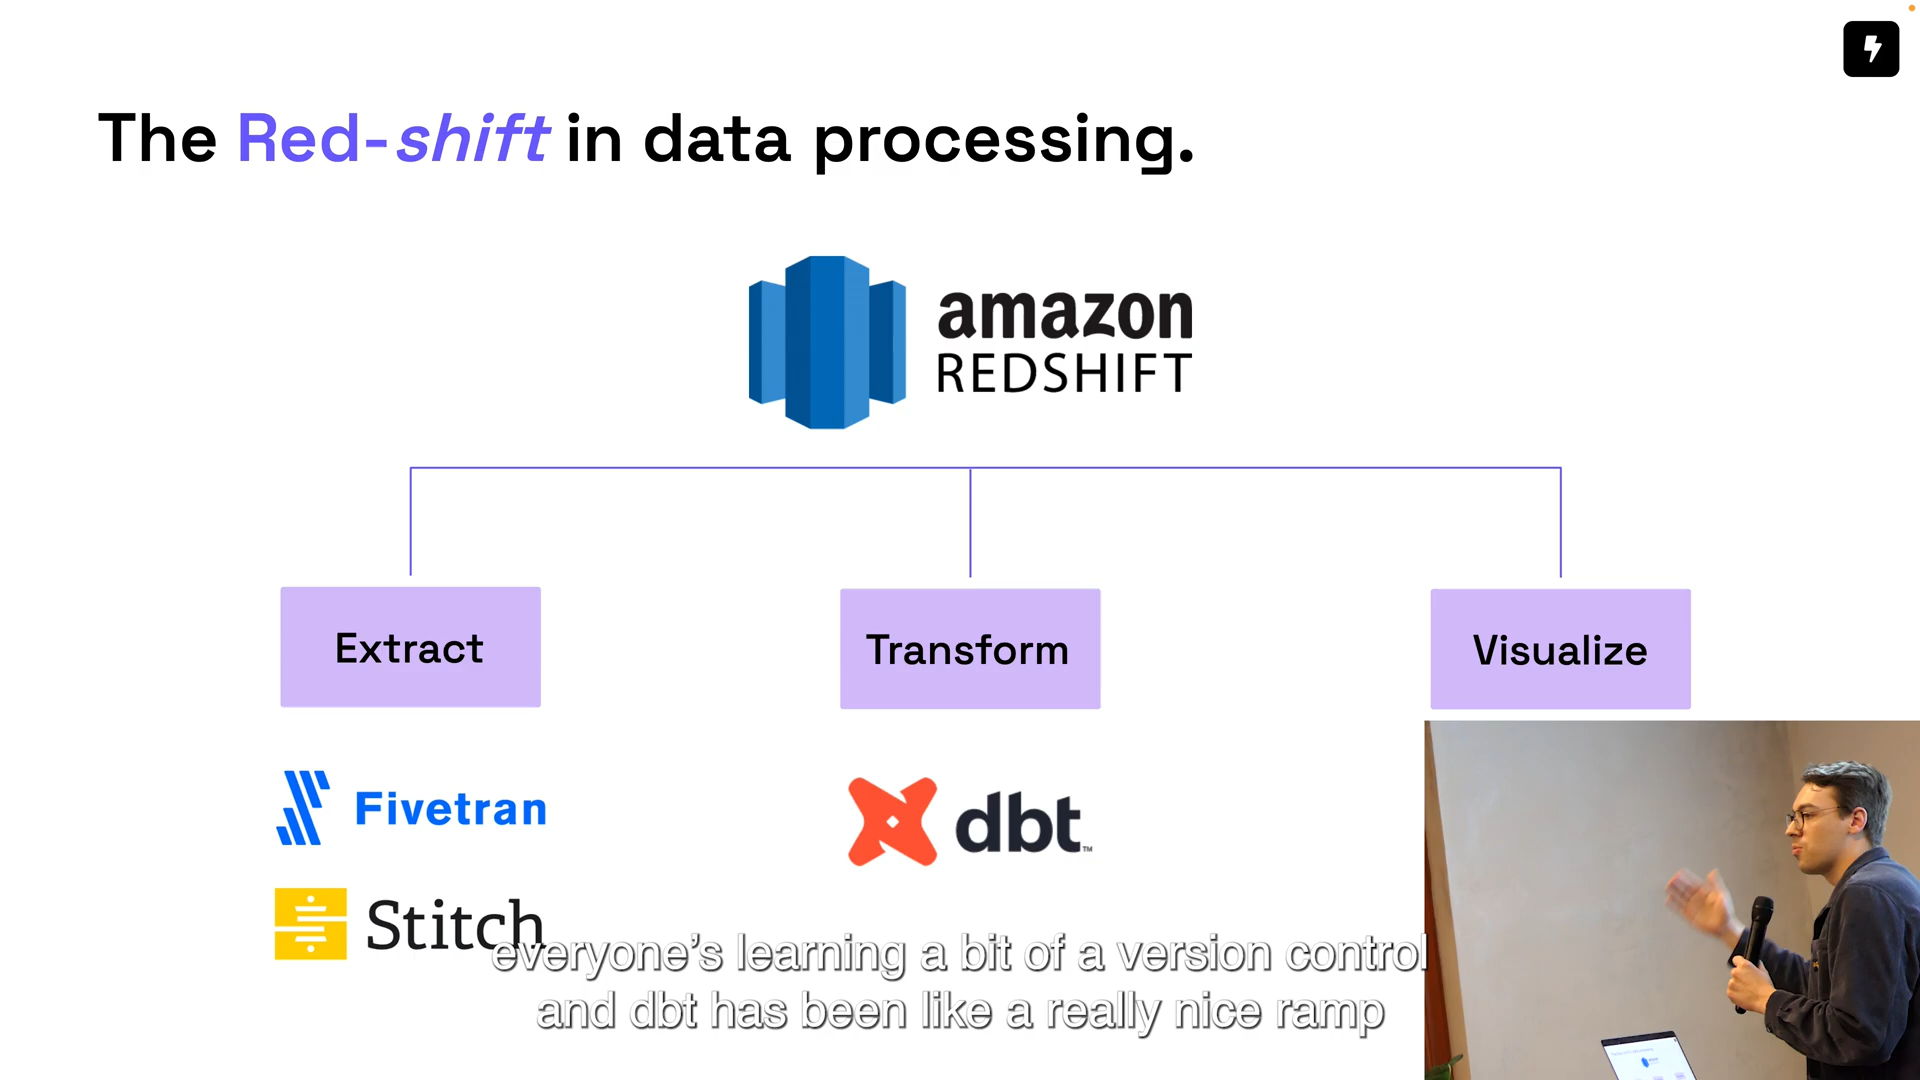 The Red-shift in data processing.
amazon
REDSHIFT
Extract
Transform
Visualize
Fivetran
dbt™
Stitch
everyone's learning a bit of a version control
and dbt has been like a really nice ramp